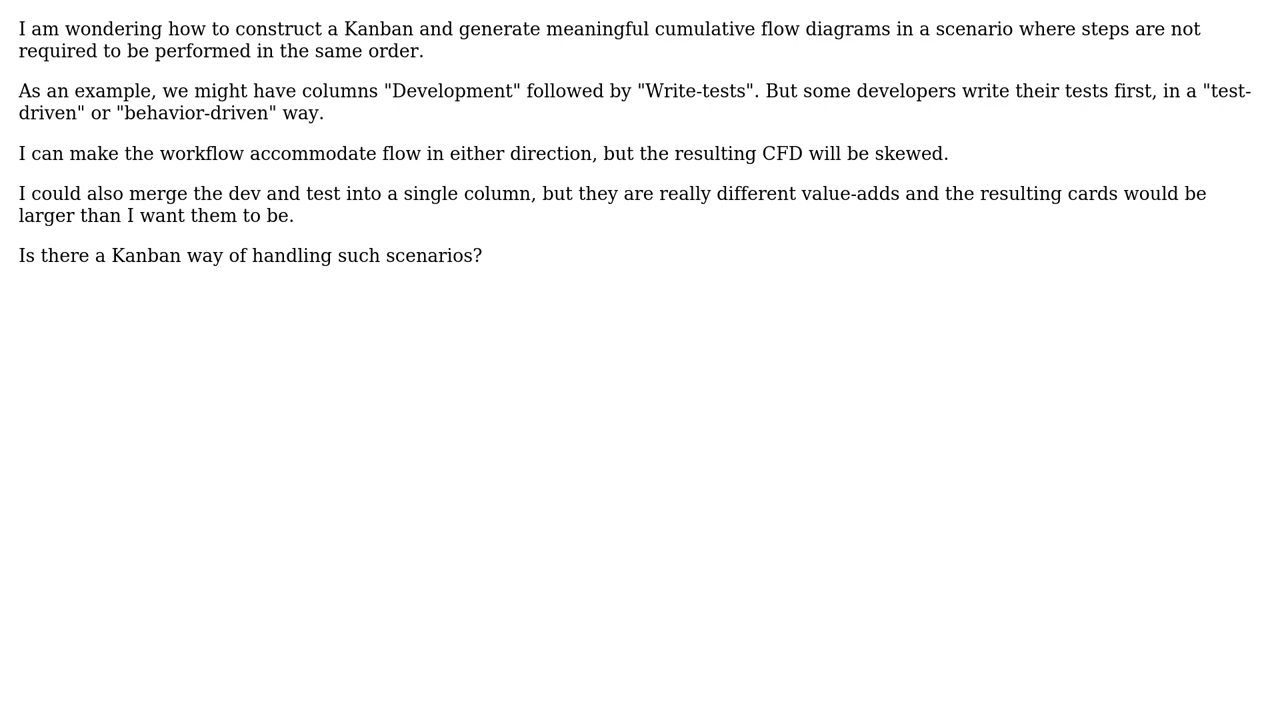 I am wondering how to construct a Kanban and generate meaningful cumulative flow diagrams in a scenario where steps are not
required to be performed in the same order.
As an example, we might have columns "Development" followed by "Write-tests". But some developers write their tests first, in a "test-
driven" or "behavior-driven" way.
I can make the workflow accommodate flow in either direction, but the resulting CFD will be skewed.
I could also merge the dev and test into a single column, but they are really different value-adds and the resulting cards would be
larger than I want them to be.
Is there a Kanban way of handling such scenarios?